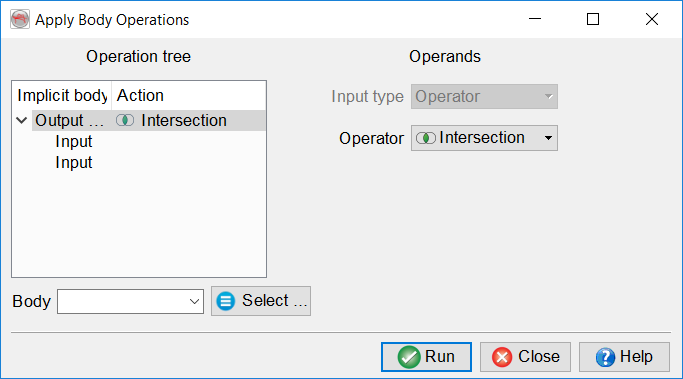 Apply Body Operations
Operation tree
Operands
Implicit body Action
Input type Operator
Output ... Intersection
Operator Intersection
Input
Input
Body Select ...
Run Close Help